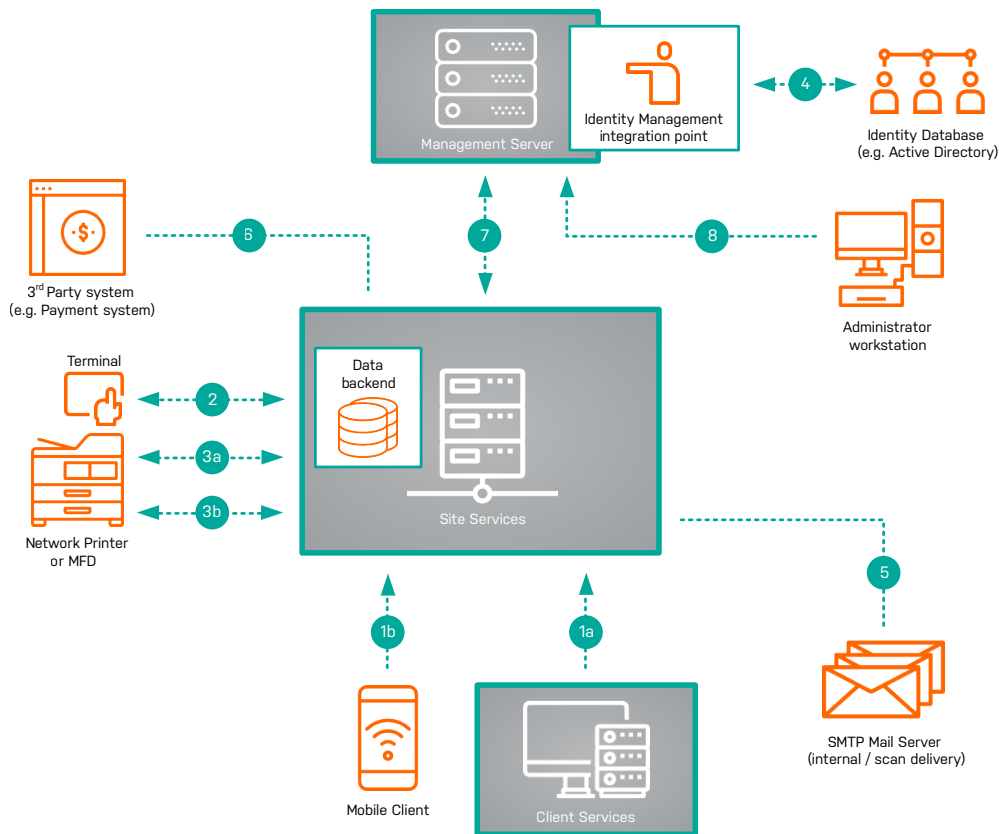 Management Server
Identity Management
integration point
4
Identity Database
(e.g. Active Directory)
$
3rd Party system
(e.g. Payment system)
6
7
8
Administrator
workstation
Terminal
2
3a
3b
Network Printer
or MFD
Data
backend
Site Services
5
1b
1a
SMTP Mail Server
(internal / scan delivery)
Mobile Client
Client Services